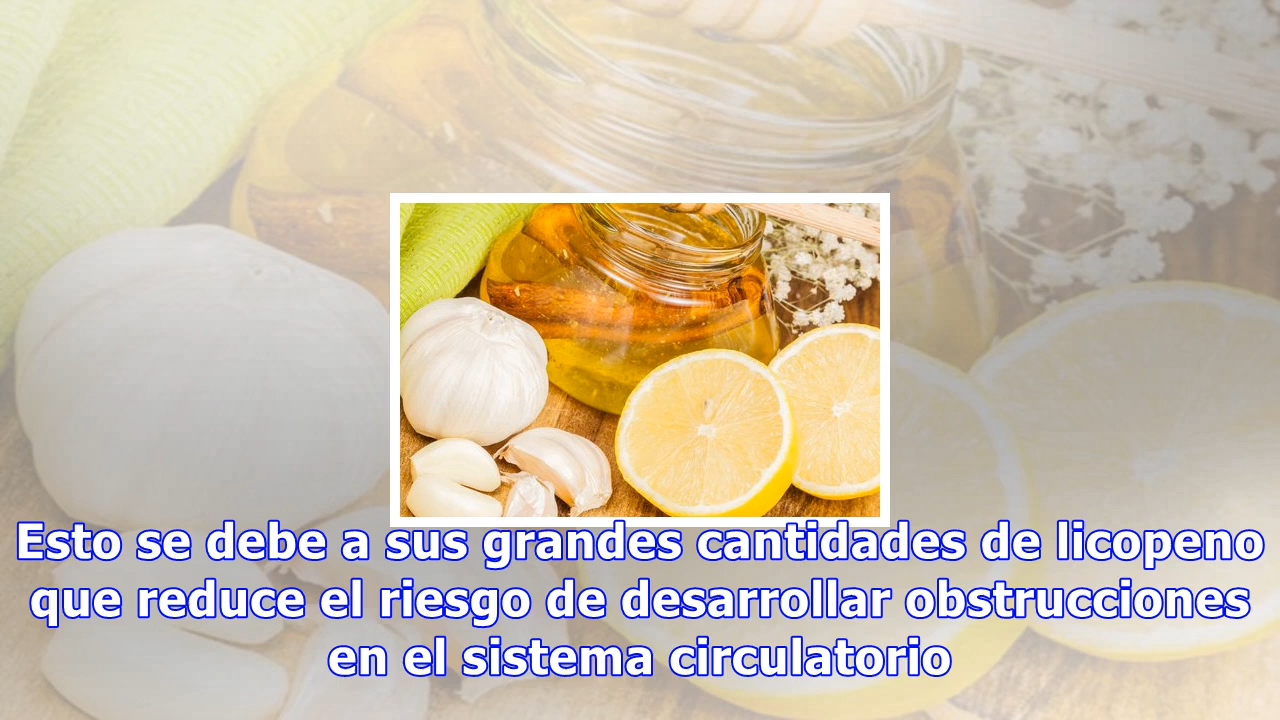 Esto se debe a sus grandes cantidades de licopeno
que reduce el riesgo de desarrollar obstrucciones
en el sistema circulatorio